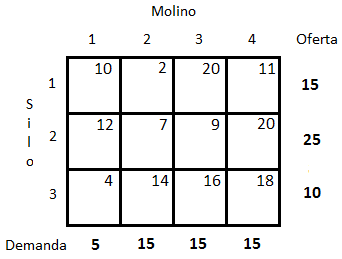 Molino
1 2 3 4 Oferta
1 10 2 20 11 15
Silo
2 12 7 9 20 25
3 4 14 16 18 10
Demanda 5 15 15 15